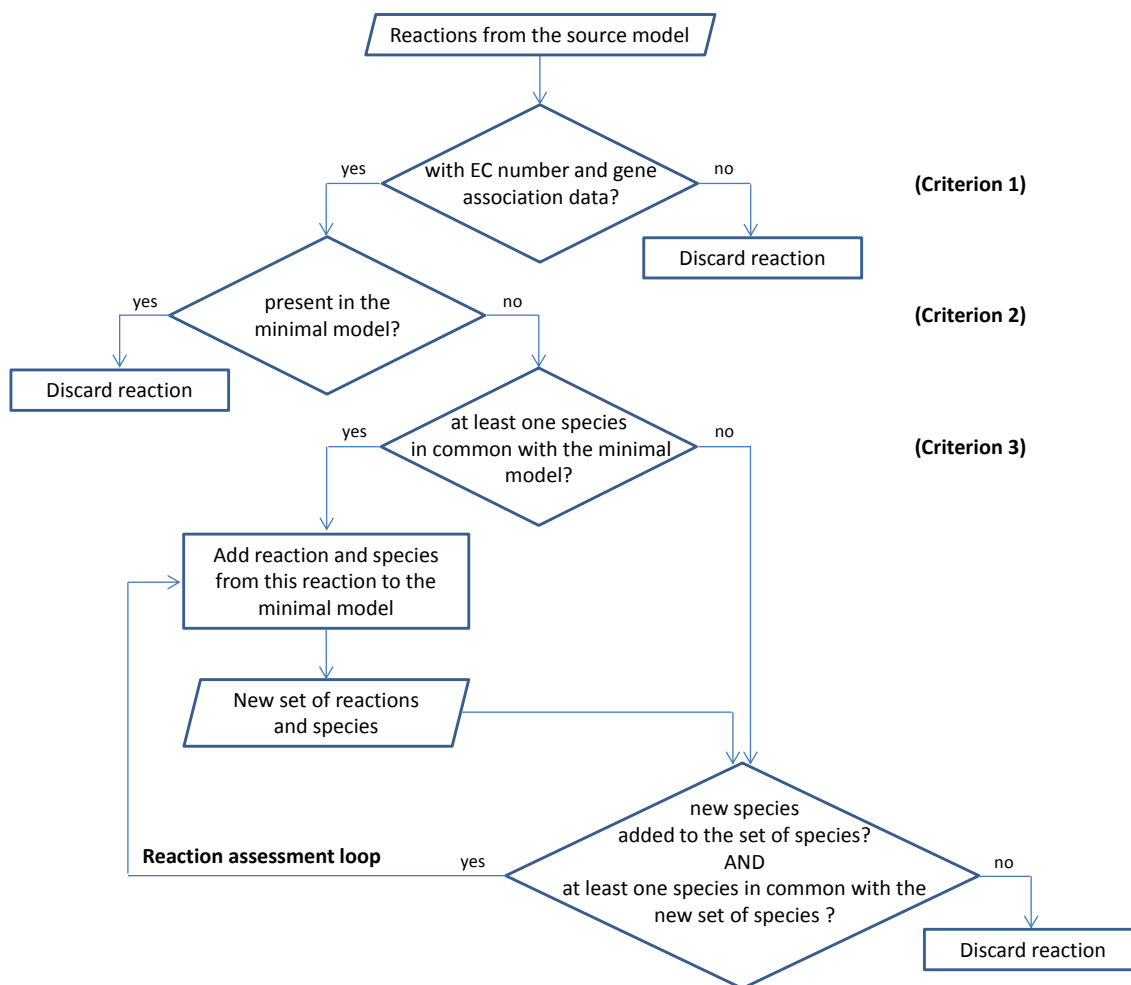 Reactions from the source model
with EC number and gene
association data?
yes
no
(Criterion 1)
Discard reaction
present in the
minimal model?
yes
no
(Criterion 2)
Discard reaction
at least one species
in common with the minimal
model?
yes
no
(Criterion 3)
Add reaction and species
from this reaction to the
minimal model
New set of reactions
and species
new species
added to the set of species?
AND
at least one species in common with the
new set of species ?
Reaction assessment loop
yes
no
Discard reaction